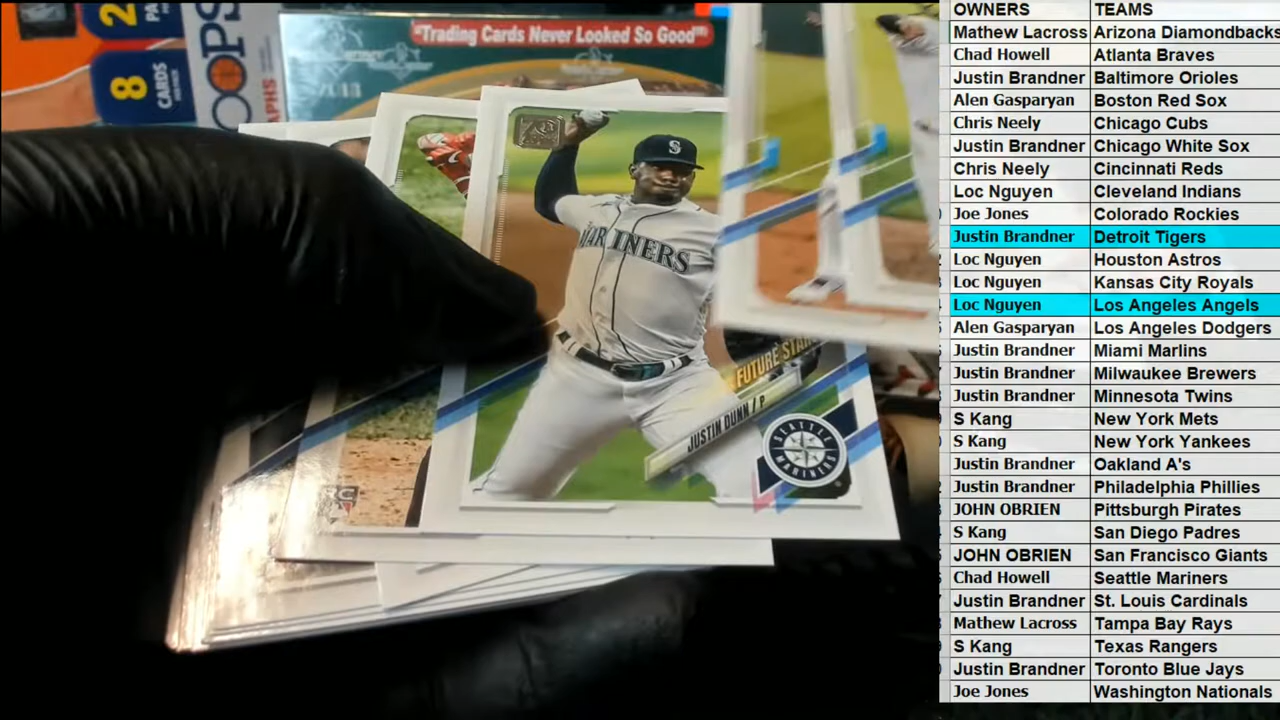 OWNERS TEAMS
Mathew Lacross Arizona Diamondbacks
Chad Howell Atlanta Braves
Justin Brandner Baltimore Orioles
Alen Gasparyan Boston Red Sox
Chris Neely Chicago Cubs
Justin Brandner Chicago White Sox
Chris Neely Cincinnati Reds
Loc Nguyen Cleveland Indians
Joe Jones Colorado Rockies
Justin Brandner Detroit Tigers
Loc Nguyen Houston Astros
Loc Nguyen Kansas City Royals
Loc Nguyen Los Angeles Angels
Alen Gasparyan Los Angeles Dodgers
Justin Brandner Miami Marlins
Justin Brandner Milwaukee Brewers
Justin Brandner Minnesota Twins
S Kang New York Mets
S Kang New York Yankees
Justin Brandner Oakland A's
Justin Brandner Philadelphia Phillies
JOHN OBRIEN Pittsburgh Pirates
S Kang San Diego Padres
JOHN OBRIEN San Francisco Giants
Chad Howell Seattle Mariners
Justin Brandner St. Louis Cardinals
Mathew Lacross Tampa Bay Rays
S Kang Texas Rangers
Justin Brandner Toronto Blue Jays
Joe Jones Washington Nationals
"Trading Cards Never Looked So Good"
2
8
CARDS
OOPS
S
MARINERS
FUTURE STAR
JUSTIN DUNN / P
SEATTLE
MARINERS